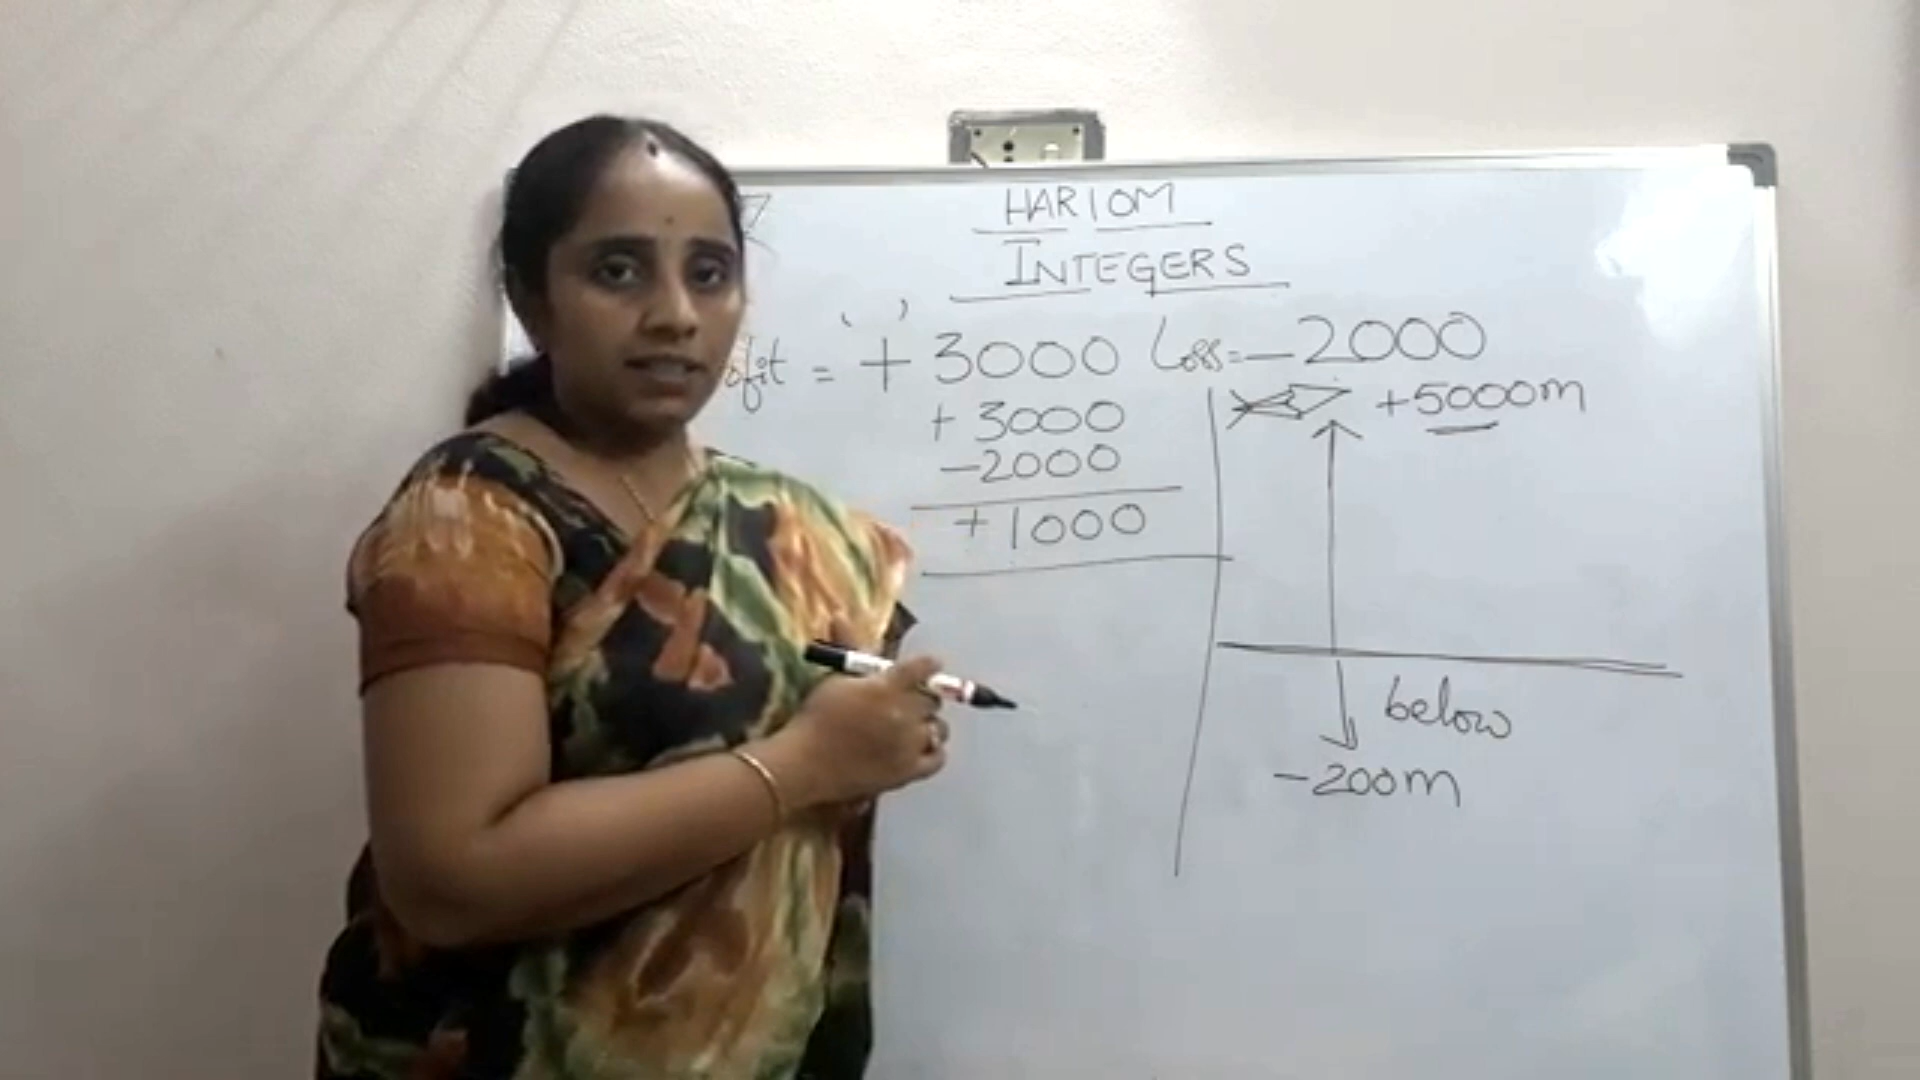 HARIOM
INTEGERS
ofit = + 3000 Loss = -2000
+ 3000
-2000
+ 1000
+5000m
below
-200m